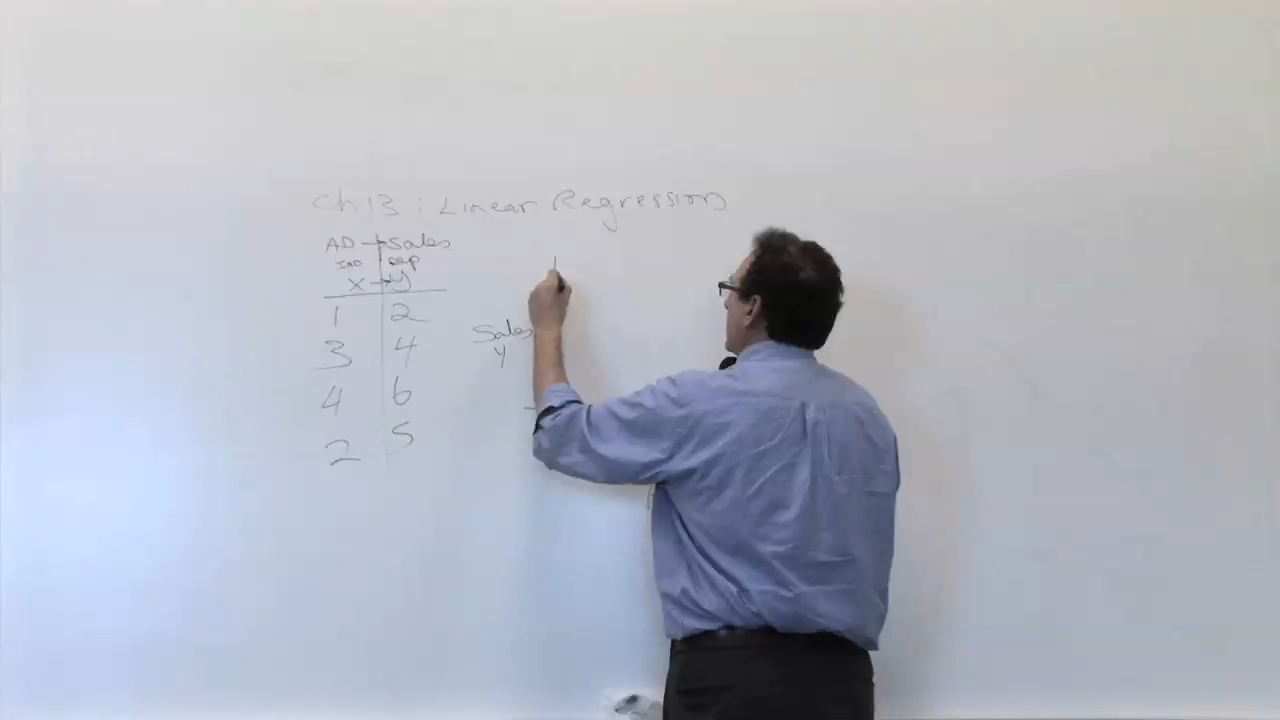 Ch 13 : Linear Regression
AD → Sales
IND Dep
X → Y
1 2
3 4
4 6
2 5
Sales
Y